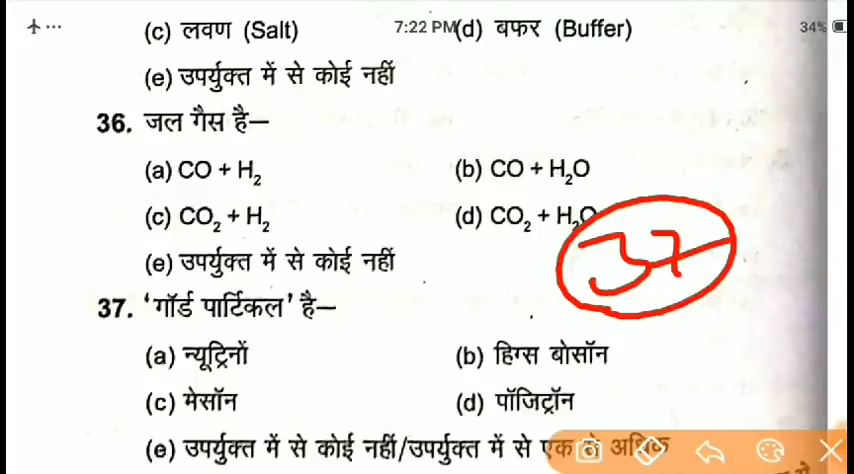 7:22 PM 34%
(c) लवण (Salt) (d) बफर (Buffer)
(e) उपर्युक्त में से कोई नहीं
36. जल गैस है—
(a) CO + H₂ (b) CO + H₂O
(c) CO₂ + H₂ (d) CO₂ + H₂O
(e) उपर्युक्त में से कोई नहीं
37
37. 'गॉर्ड पार्टिकल' है—
(a) न्यूट्रिनों (b) हिग्स बोसॉन
(c) मेसॉन (d) पॉजिट्रॉन
(e) उपर्युक्त में से कोई नहीं/उपर्युक्त में से एक से अधिक